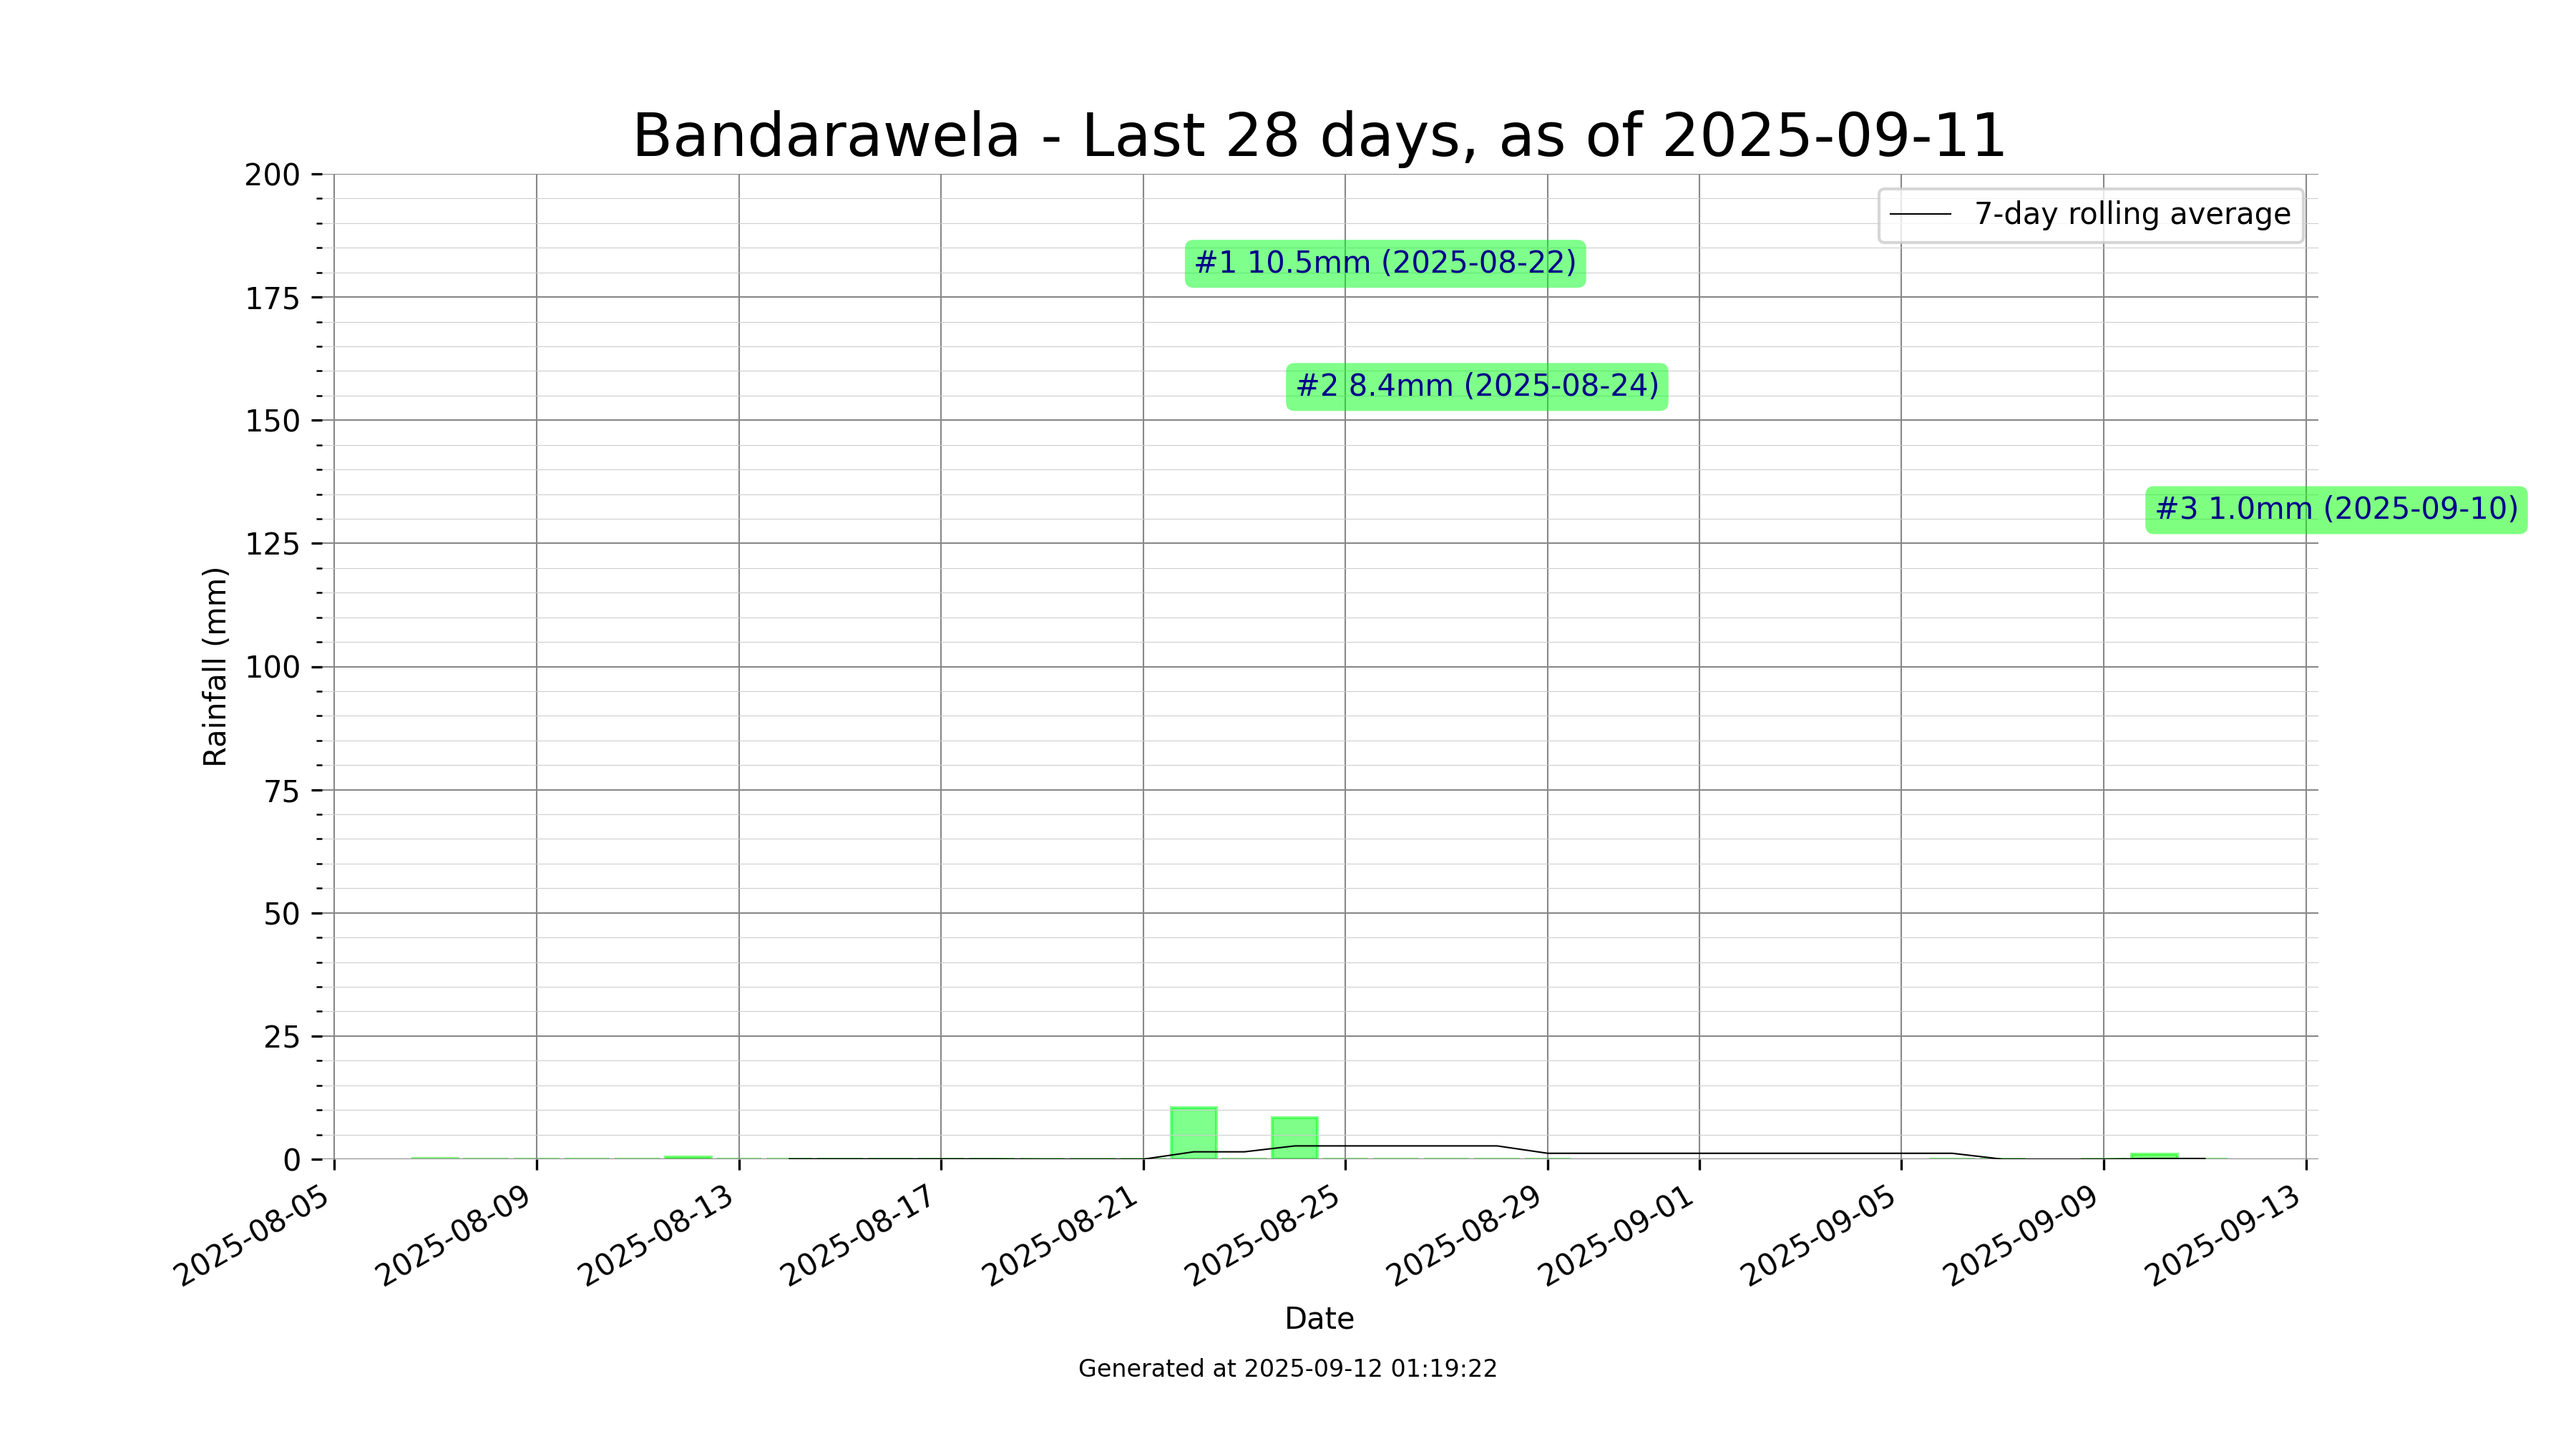 Bandarawela - Last 28 days, as of 2025-09-11
7-day rolling average
#1 10.5mm (2025-08-22)
#2 8.4mm (2025-08-24)
#3 1.0mm (2025-09-10)
Rainfall (mm)
200
175
150
125
100
75
50
25
0
2025-08-05
2025-08-09
2025-08-13
2025-08-17
2025-08-21
2025-08-25
2025-08-29
2025-09-01
2025-09-05
2025-09-09
2025-09-13
Date
Generated at 2025-09-12 01:19:22